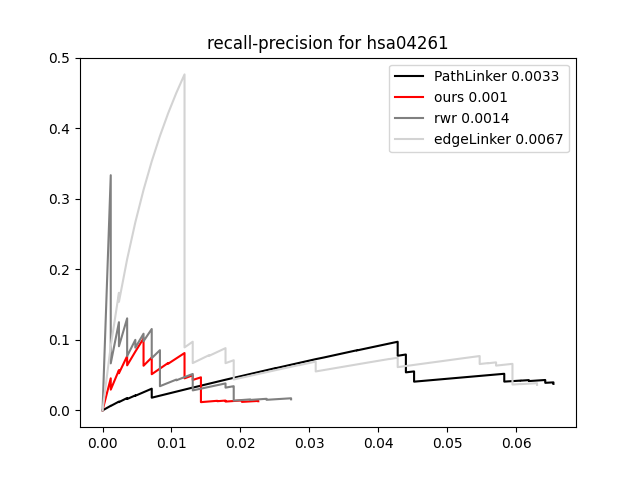 recall-precision for hsa04261
0.5
0.4
0.3
0.2
0.1
0.0
PathLinker 0.0033
ours 0.001
rwr 0.0014
edgeLinker 0.0067
0.00 0.01 0.02 0.03 0.04 0.05 0.06